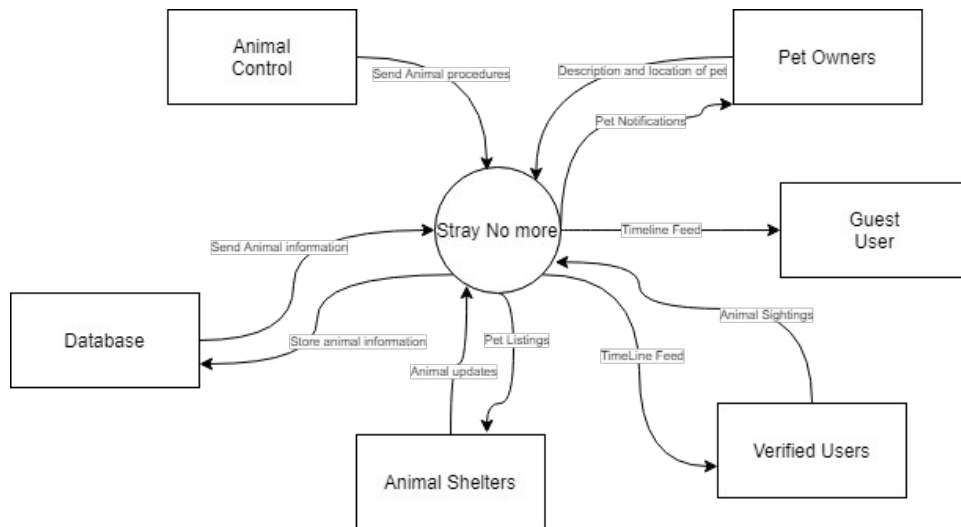 Animal
Control
Pet Owners
Send Animal procedures
Description and location of pet
Pet Notifications
Stray No more
Timeline Feed
Guest
User
Send Animal information
Database
Store animal information
Pet Listings
Animal updates
TimeLine Feed
Animal Sightings
Animal Shelters
Verified Users